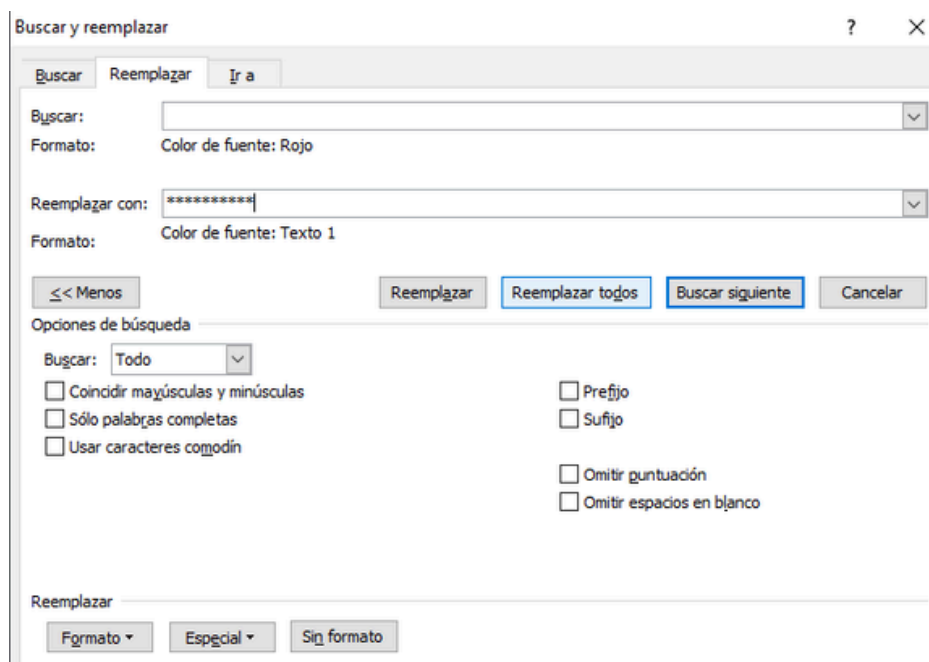 Buscar y reemplazar ? ×
Buscar Reemplazar Ir a
Buscar:
Formato: Color de fuente: Rojo
Reemplazar con: **********
Formato: Color de fuente: Texto 1
<< Menos Reemplazar Reemplazar todos Buscar siguiente Cancelar
Opciones de búsqueda
Buscar: Todo
Coincidir mayúsculas y minúsculas Prefijo
Sólo palabras completas Sufijo
Usar caracteres comodín
Omitir puntuación
Omitir espacios en blanco
Reemplazar
Formato Especial Sin formato